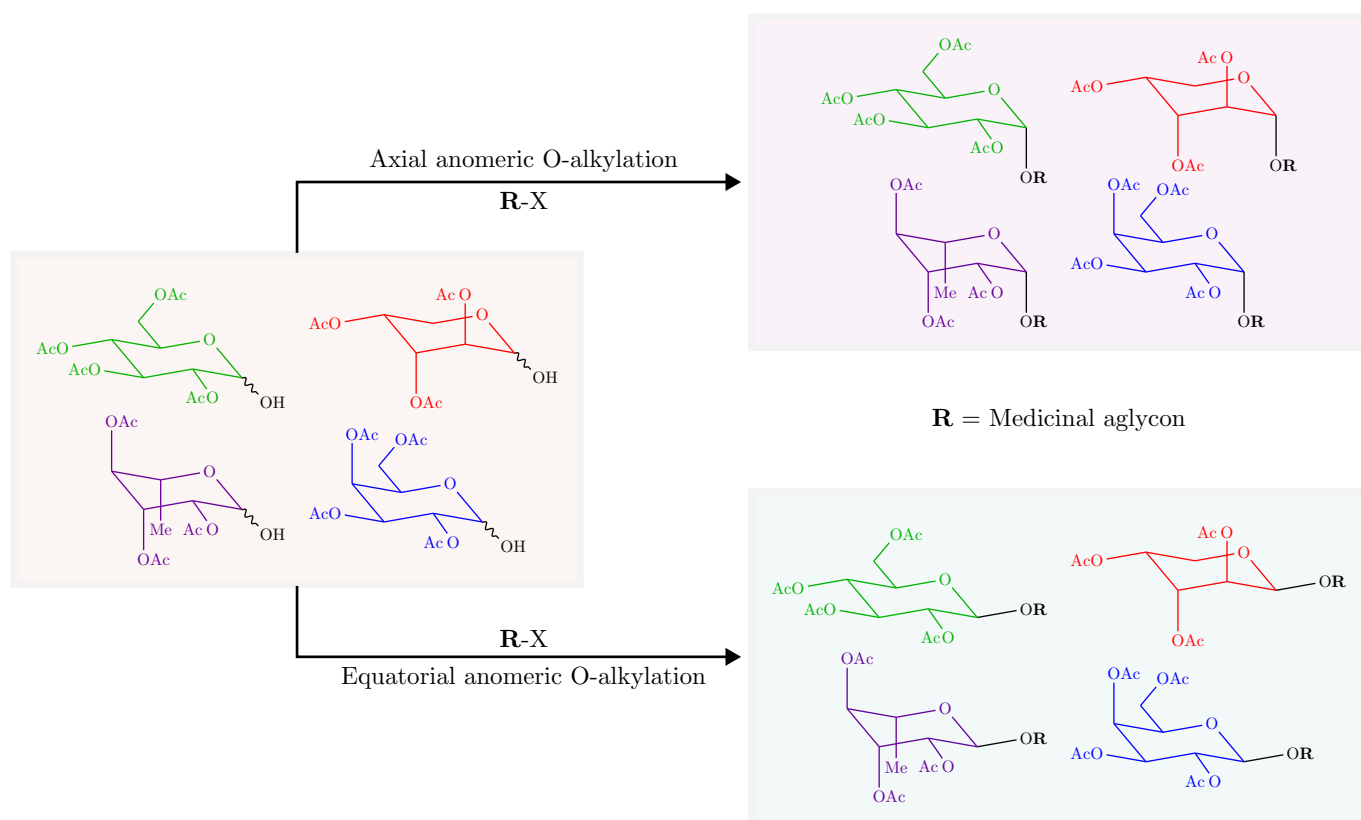 OAc
AcO
AcO
AcO
O
OH
Ac O
O
AcO
OAc
OH
OAc
O
Me
Ac O
OAc
OH
OAc
OAc
O
AcO
Ac O
OH
Axial anomeric O-alkylation
R-X
R-X
Equatorial anomeric O-alkylation
OAc
O
AcO
AcO
AcO
OR
Ac O
O
AcO
OAc
OR
OAc
O
Me
Ac O
OAc
OR
OAc
OAc
O
AcO
Ac O
OR
R = Medicinal aglycon
OAc
O
AcO
AcO
AcO
OR
Ac O
O
AcO
OR
OAc
OAc
O
OR
Me
Ac O
OAc
OAc
OAc
O
AcO
OR
Ac O